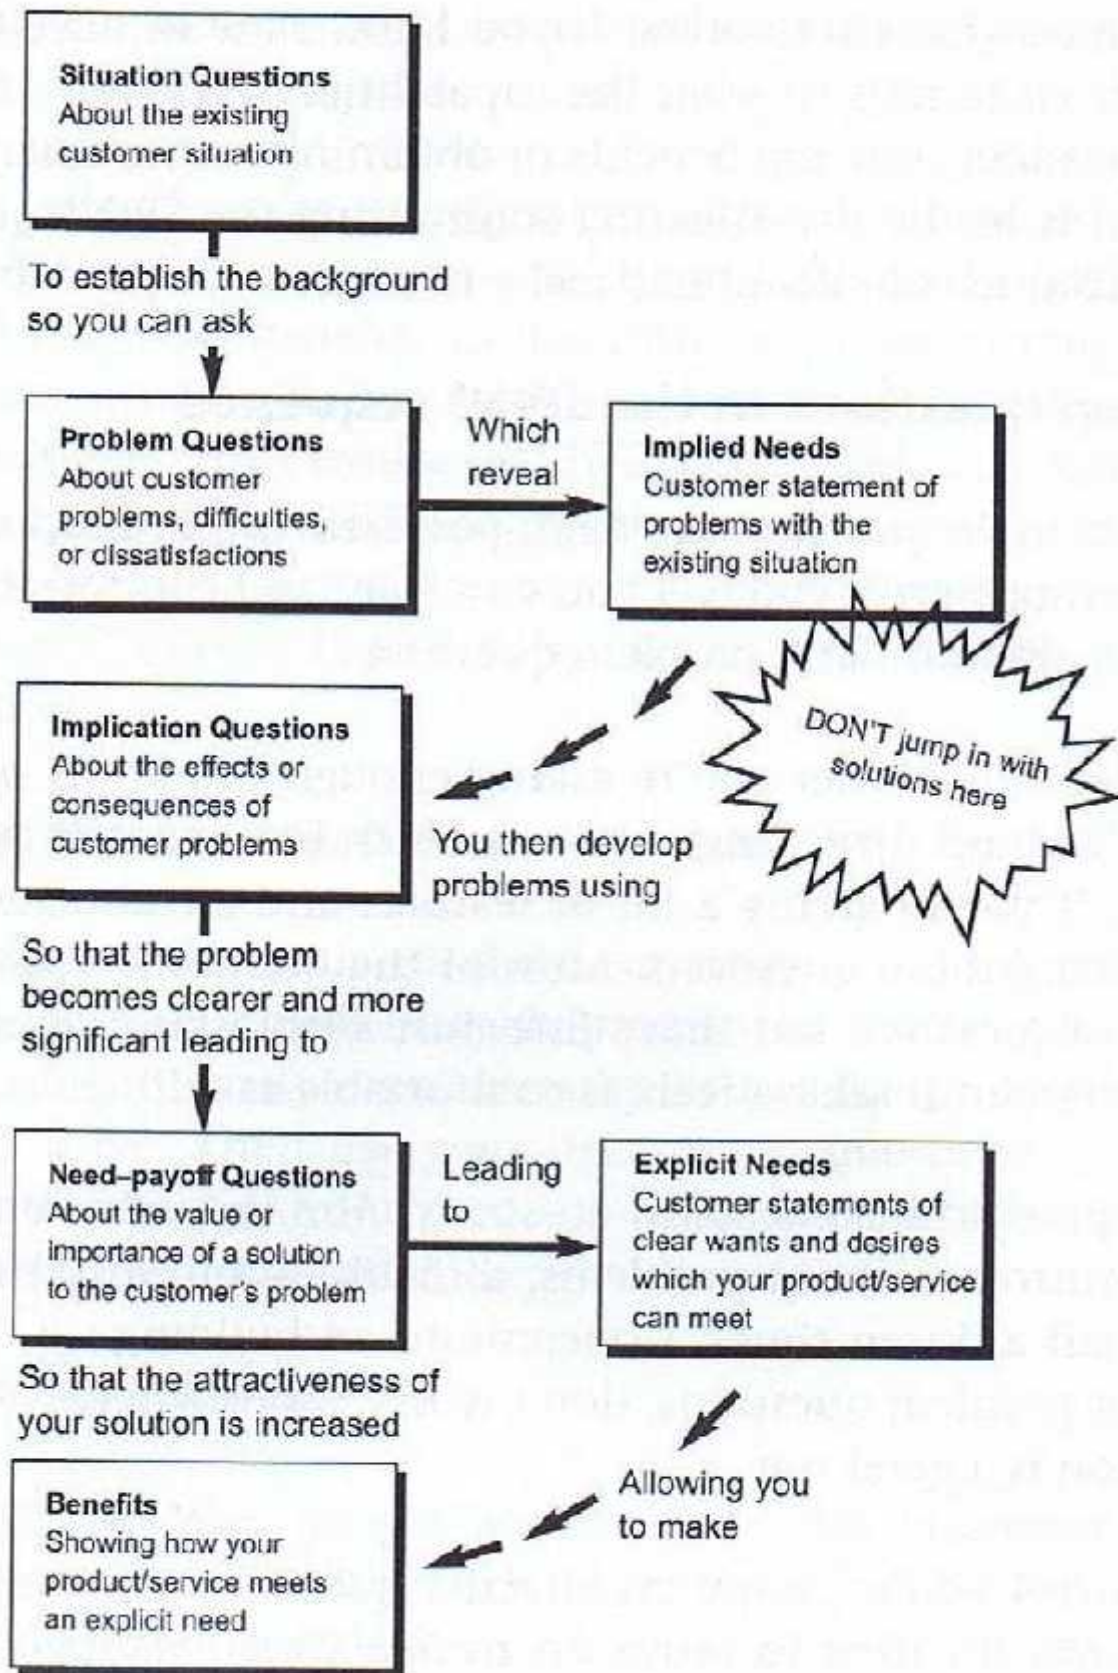 Situation Questions
About the existing
customer situation
To establish the background
so you can ask
Problem Questions
About customer
problems, difficulties,
or dissatisfactions
Which
reveal
Implied Needs
Customer statement of
problems with the
existing situation
DON'T jump in with
solutions here
You then develop
problems using
Implication Questions
About the effects or
consequences of
customer problems
So that the problem
becomes clearer and more
significant leading to
Need–payoff Questions
About the value or
importance of a solution
to the customer's problem
Leading
to
Explicit Needs
Customer statements of
clear wants and desires
which your product/service
can meet
So that the attractiveness of
your solution is increased
Allowing you
to make
Benefits
Showing how your
product/service meets
an explicit need